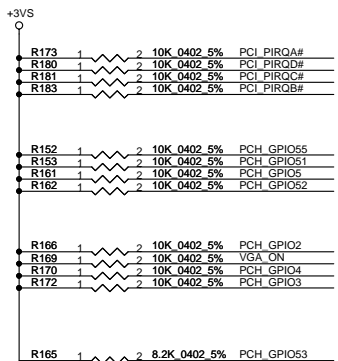 +3VS
R173 1 2 10K_0402_5% PCI_PIRQA#
R180 1 2 10K_0402_5% PCI_PIRQD#
R181 1 2 10K_0402_5% PCI_PIRQC#
R183 1 2 10K_0402_5% PCI_PIRQB#
R152 1 2 10K_0402_5% PCH_GPIO55
R153 1 2 10K_0402_5% PCH_GPIO51
R161 1 2 10K_0402_5% PCH_GPIO5
R162 1 2 10K_0402_5% PCH_GPIO52
R166 1 2 10K_0402_5% PCH_GPIO2
R169 1 2 10K_0402_5% VGA_ON
R170 1 2 10K_0402_5% PCH_GPIO4
R172 1 2 10K_0402_5% PCH_GPIO3
R165 1 2 8.2K_0402_5% PCH_GPIO53